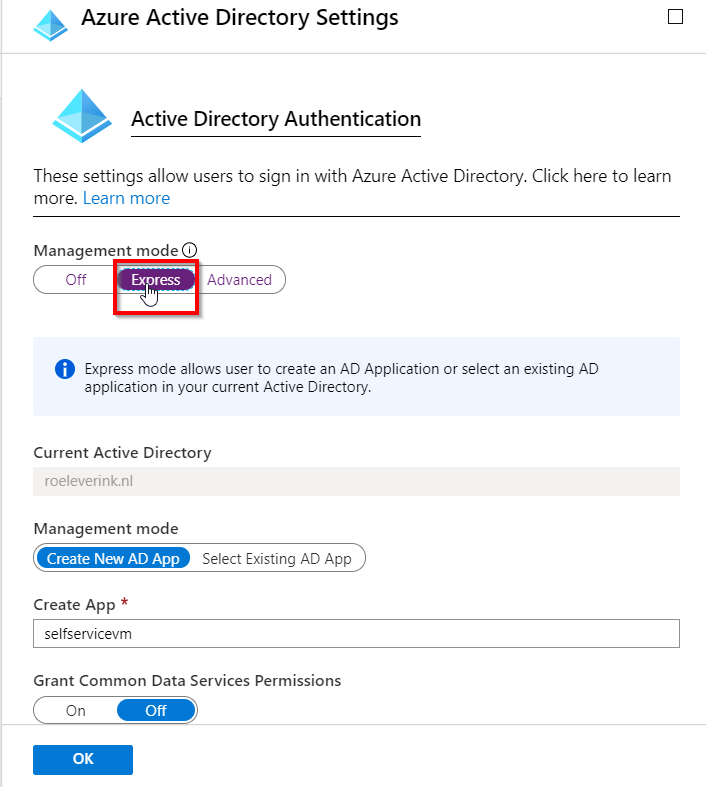 Azure Active Directory Settings
Active Directory Authentication
These settings allow users to sign in with Azure Active Directory. Click here to learn
more. Learn more
Management mode
Off Express Advanced
Express mode allows user to create an AD Application or select an existing AD
application in your current Active Directory.
Current Active Directory
roeleverink.nl
Management mode
Create New AD App Select Existing AD App
Create App *
selfservicevm
Grant Common Data Services Permissions
On Off
OK